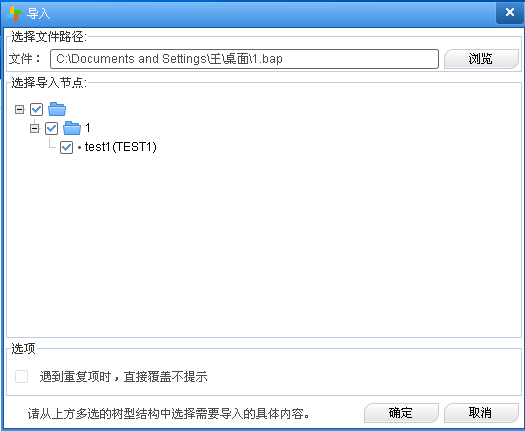 导入
选择文件路径:
文件： C:\Documents and Settings\王\桌面\1.bap 浏览
选择导入节点:
1
test1(TEST1)
选项
遇到重复项时，直接覆盖不提示
请从上方多选的树型结构中选择需要导入的具体内容。 确定 取消